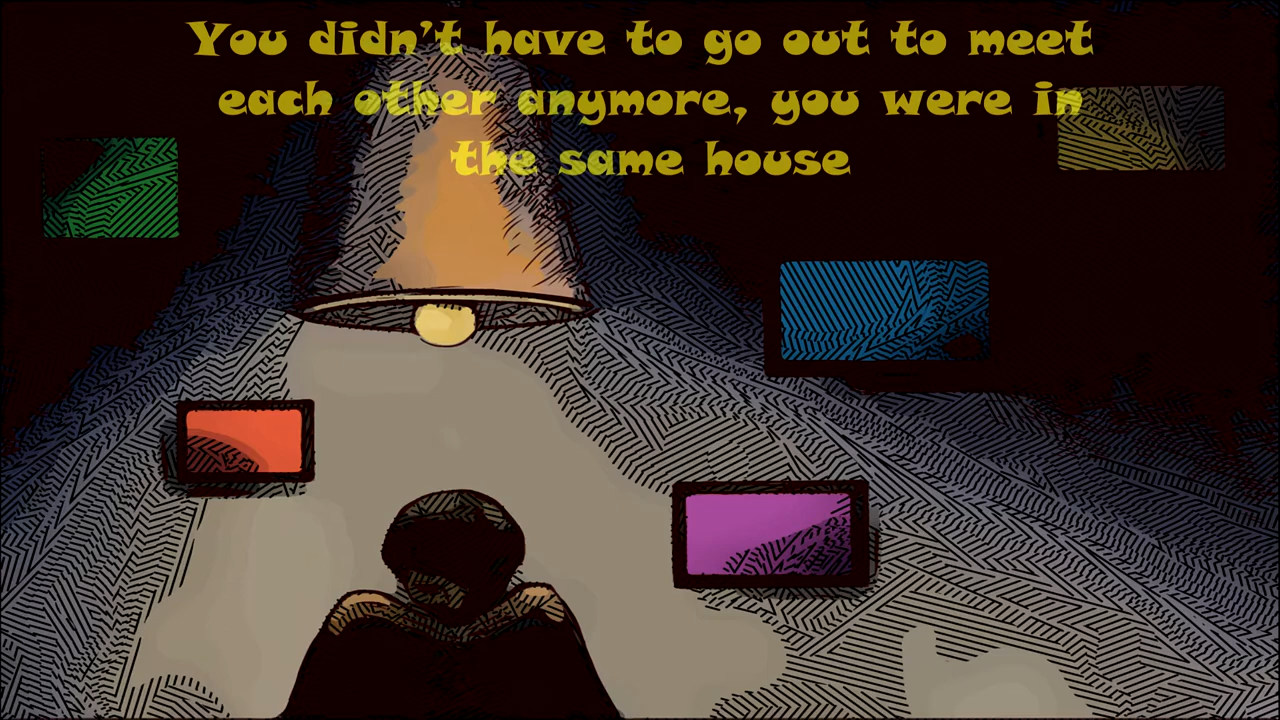 You didn't have to go out to meet
each other anymore, you were in
the same house